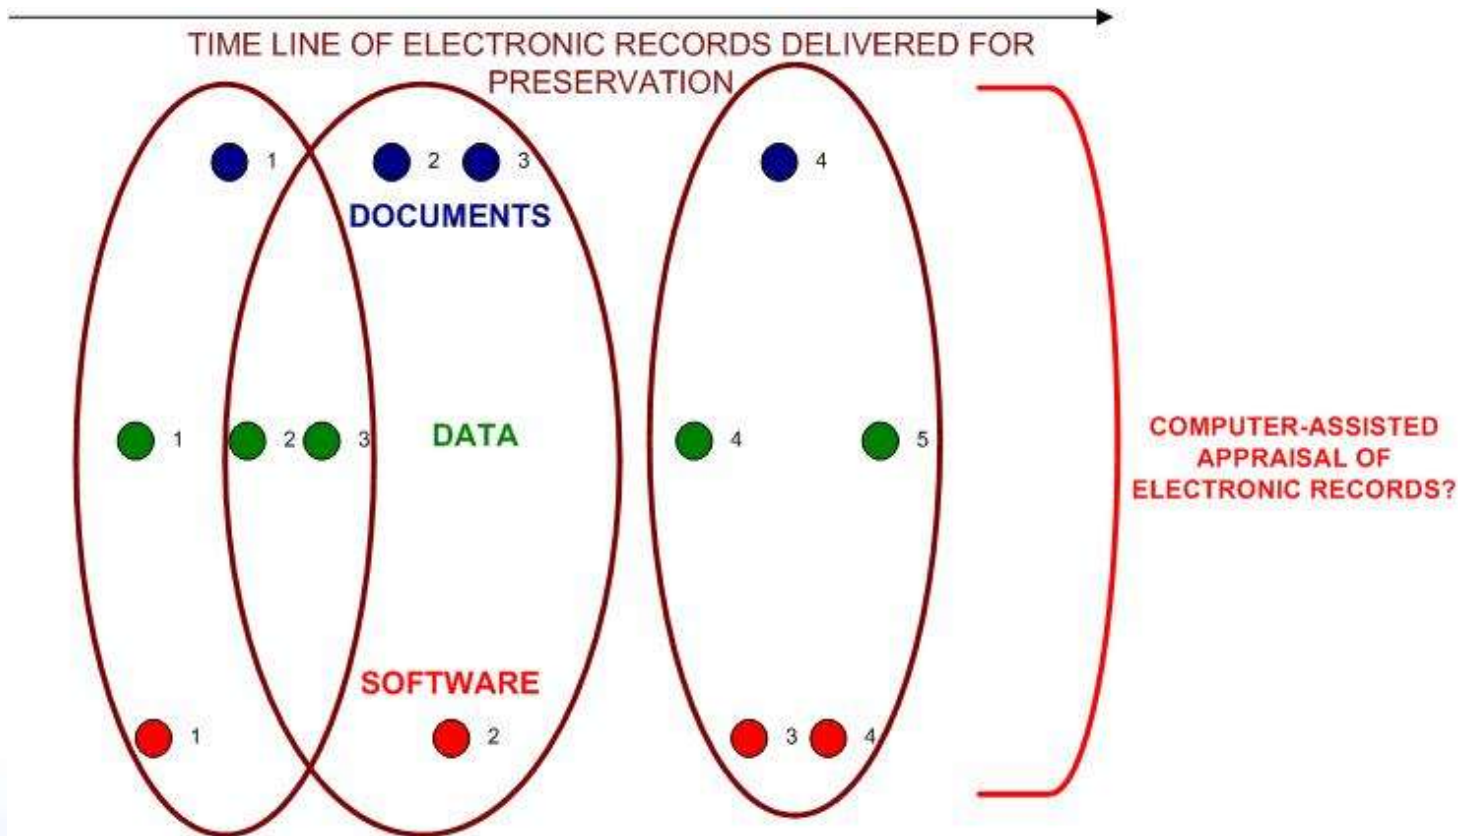 TIME LINE OF ELECTRONIC RECORDS DELIVERED FOR
PRESERVATION
1 2 3 4
DOCUMENTS
1 2 3 DATA 4 5
COMPUTER-ASSISTED
APPRAISAL OF
ELECTRONIC RECORDS?
SOFTWARE
1 2 3 4